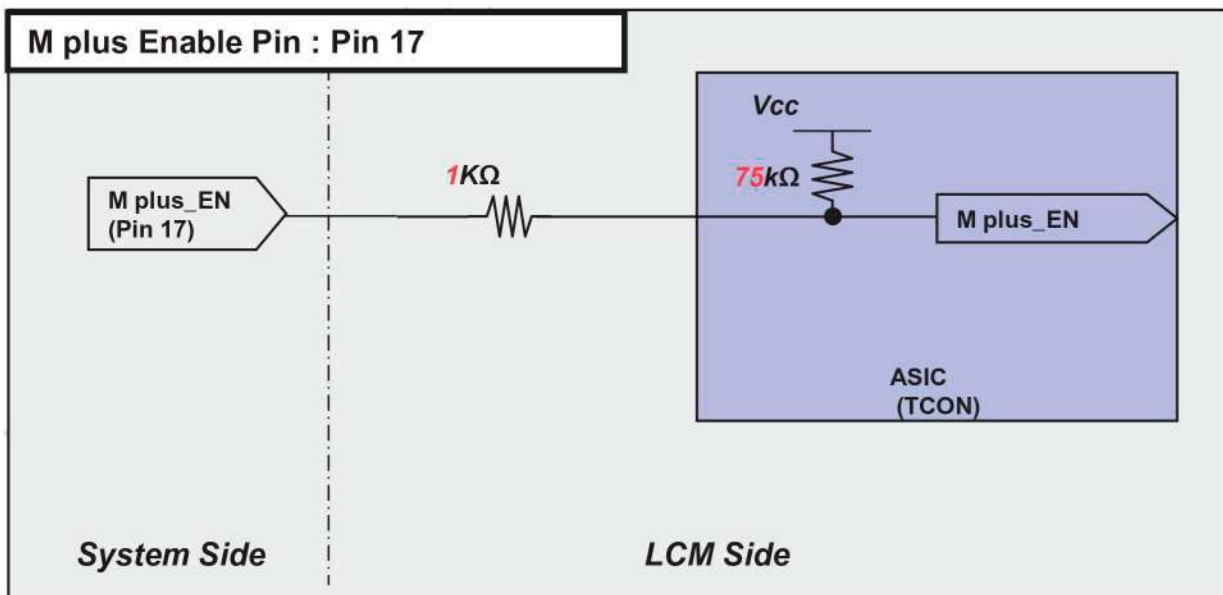 M plus Enable Pin : Pin 17
Vcc
1KΩ
75kΩ
M plus_EN
(Pin 17)
M plus_EN
ASIC
(TCON)
System Side
LCM Side